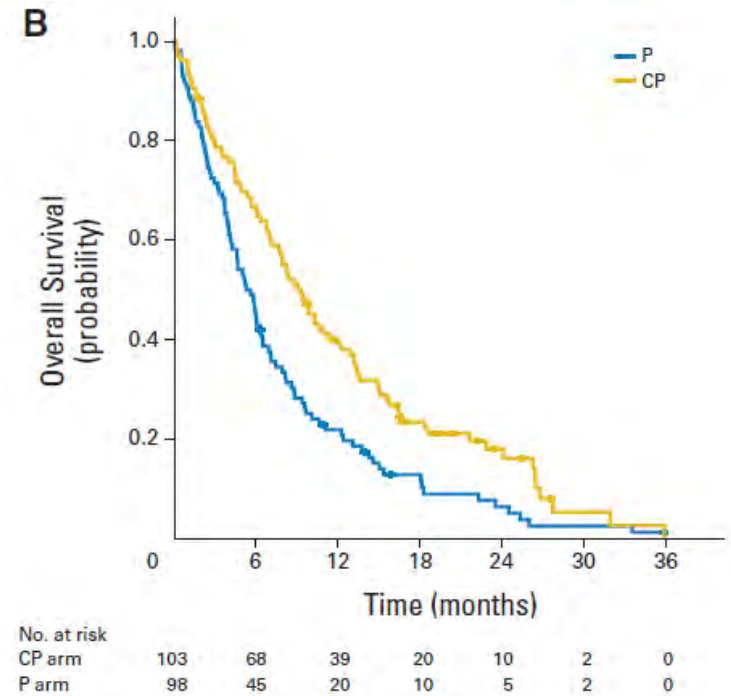 B
P
CP
Overall Survival
(probability)
1.0
0.8
0.6
0.4
0.2
0 6 12 18 24 30 36
Time (months)
No. at risk
CP arm 103 68 39 20 10 2 0
P arm 98 45 20 10 5 2 0